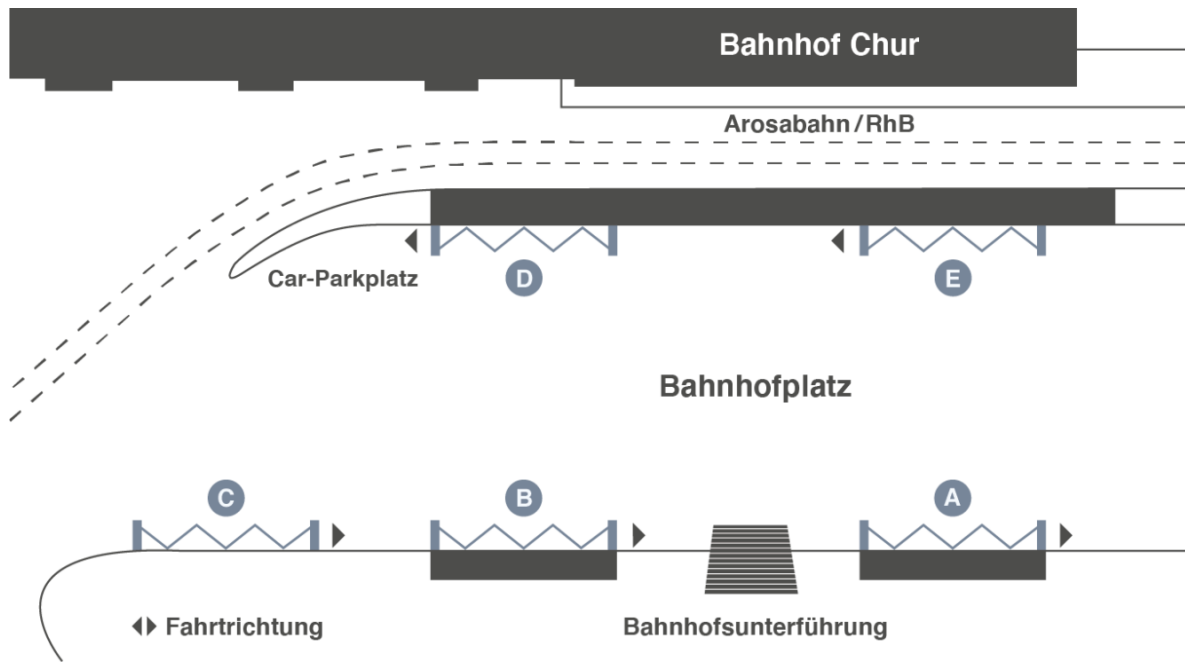 Bahnhof Chur
Arosabahn/RhB
Car-Parkplatz
D
E
Bahnhofplatz
C
B
A
Fahrtrichtung
Bahnhofsunterführung